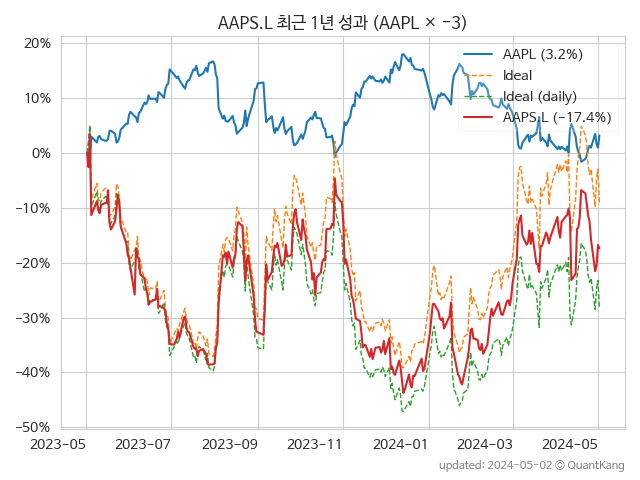 AAPS.L 최근 1년 성과 (AAPL × −3)
20%
10%
0%
−10%
−20%
−30%
−40%
−50%
AAPL (3.2%)
Ideal
Ideal (daily)
AAPS.L (−17.4%)
2023-05
2023-07
2023-09
2023-11
2024-01
2024-03
2024-05
updated: 2024-05-02 © QuantKang